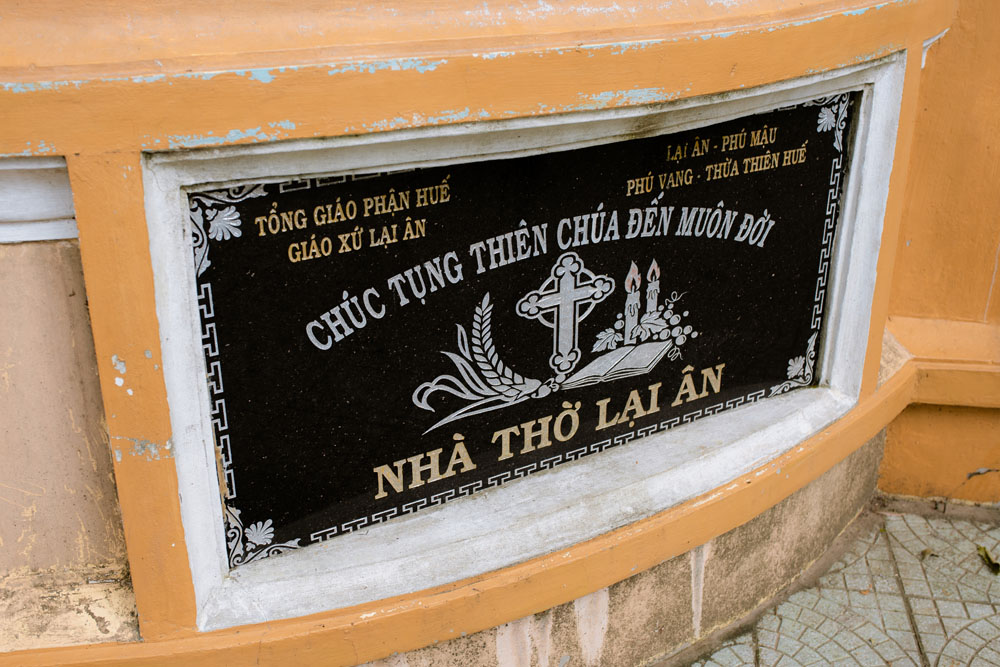 TỔNG GIÁO PHẬN HUẾ
GIÁO XỨ LẠI ÂN
LẠI ÂN - PHÚ MẬU
PHÚ VANG - THỪA THIÊN HUẾ
CHÚC TỤNG THIÊN CHÚA ĐẾN MUÔN ĐỜI
NHÀ THỜ LẠI ÂN